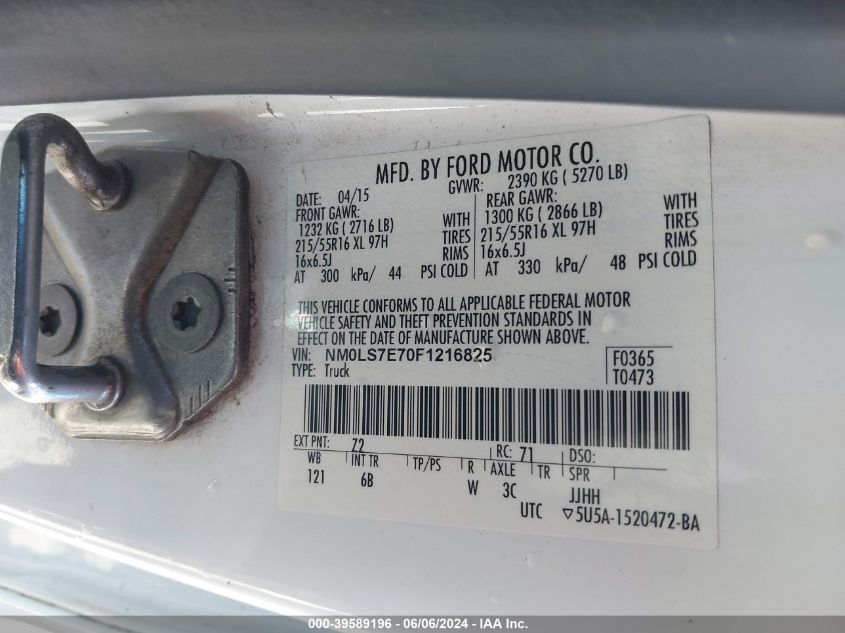 MFD. BY FORD MOTOR CO.
DATE: 04/15 GVWR: 2390 KG ( 5270 LB)
FRONT GAWR: REAR GAWR:
1232 KG ( 2716 LB) WITH 1300 KG ( 2866 LB) WITH
215/55R16 XL 97H TIRES 215/55R16 XL 97H TIRES
16x6.5J RIMS 16x6.5J RIMS
AT 300 kPa/ 44 PSI COLD AT 330 kPa/ 48 PSI COLD
THIS VEHICLE CONFORMS TO ALL APPLICABLE FEDERAL MOTOR
VEHICLE SAFETY AND THEFT PREVENTION STANDARDS IN
EFFECT ON THE DATE OF MANUFACTURE SHOWN ABOVE.
VIN: NM0LS7E70F1216825 F0365
TYPE: Truck T0473
EXT PNT: 72 RC: 71 DSO:
WB INT TR TP/PS R AXLE TR SPR
121 6B W 3C JJHH
UTC ▽5U5A-1520472-BA
000-39589196 - 06/06/2024 - IAA Inc.